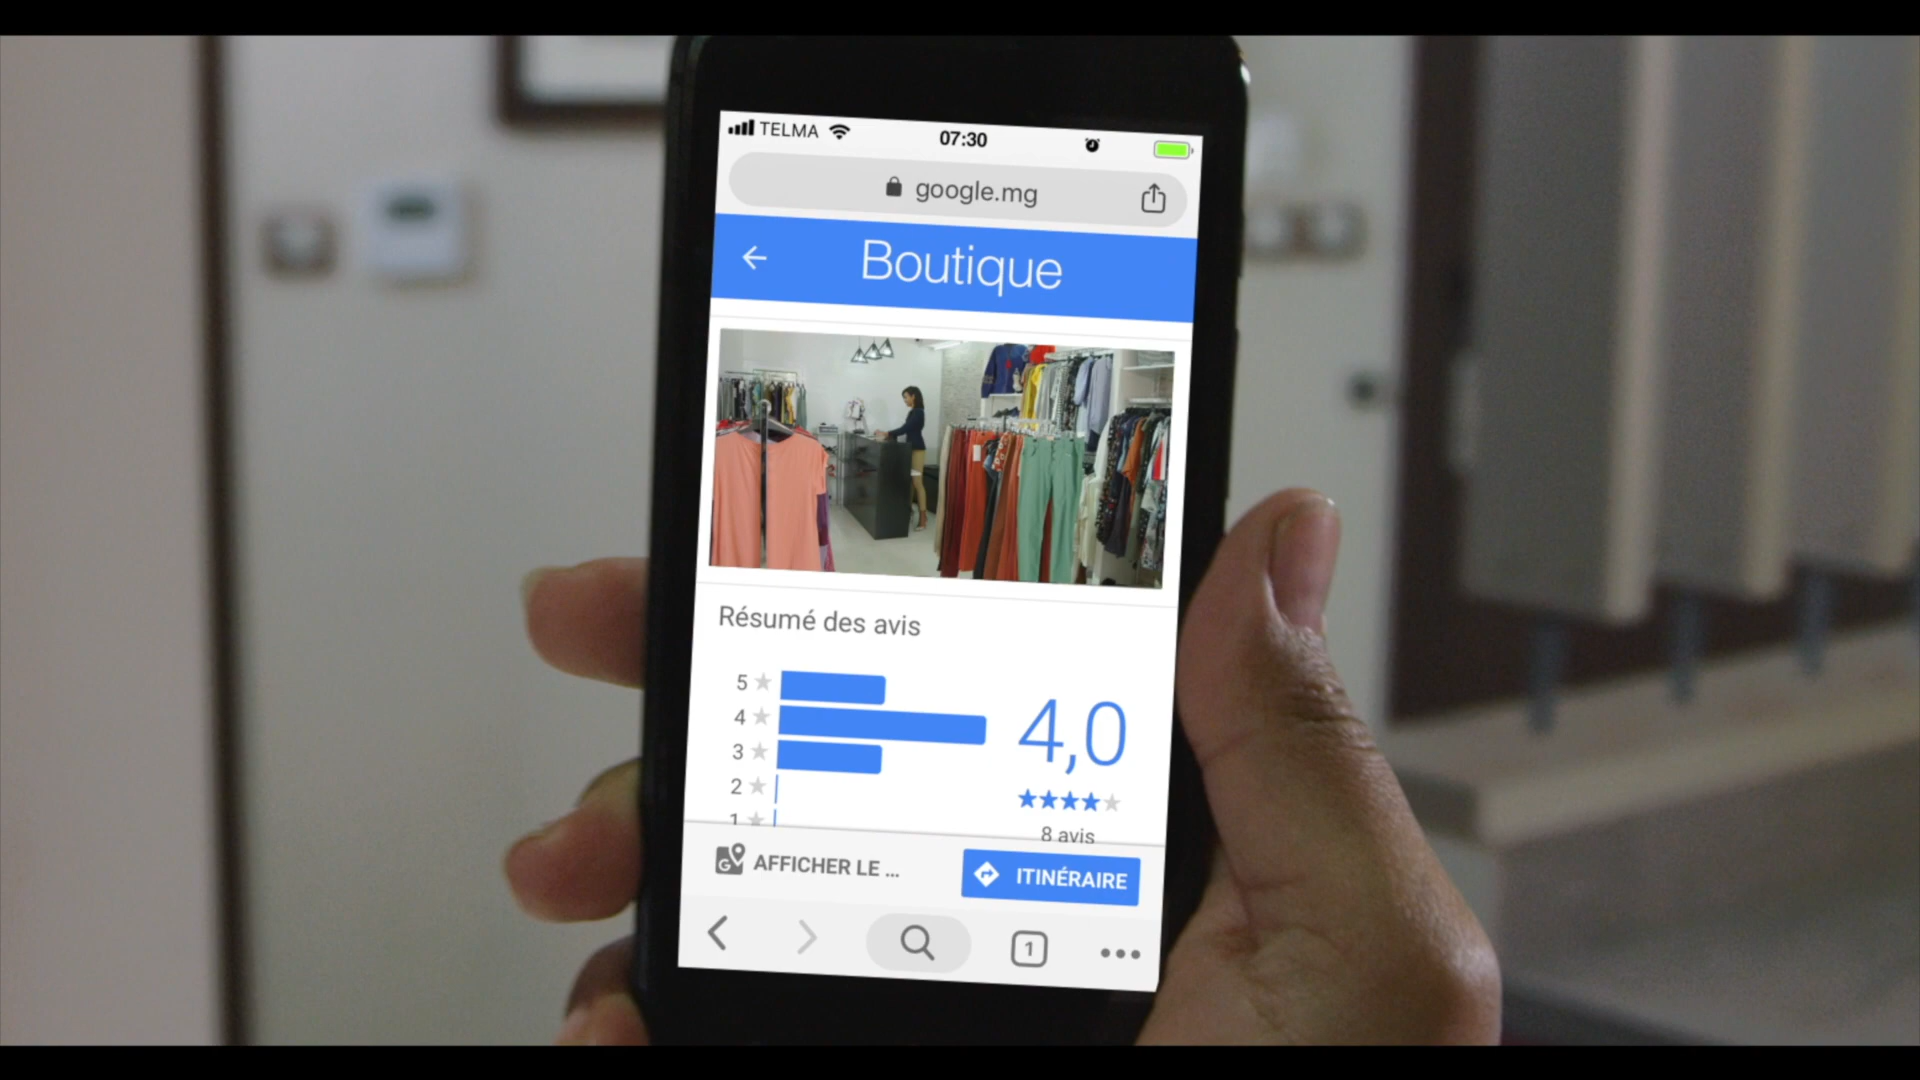 TELMA 07:30
google.mg
Boutique
Résumé des avis
5
4
3
2
1
4,0
8 avis
AFFICHER LE ...
ITINÉRAIRE
1